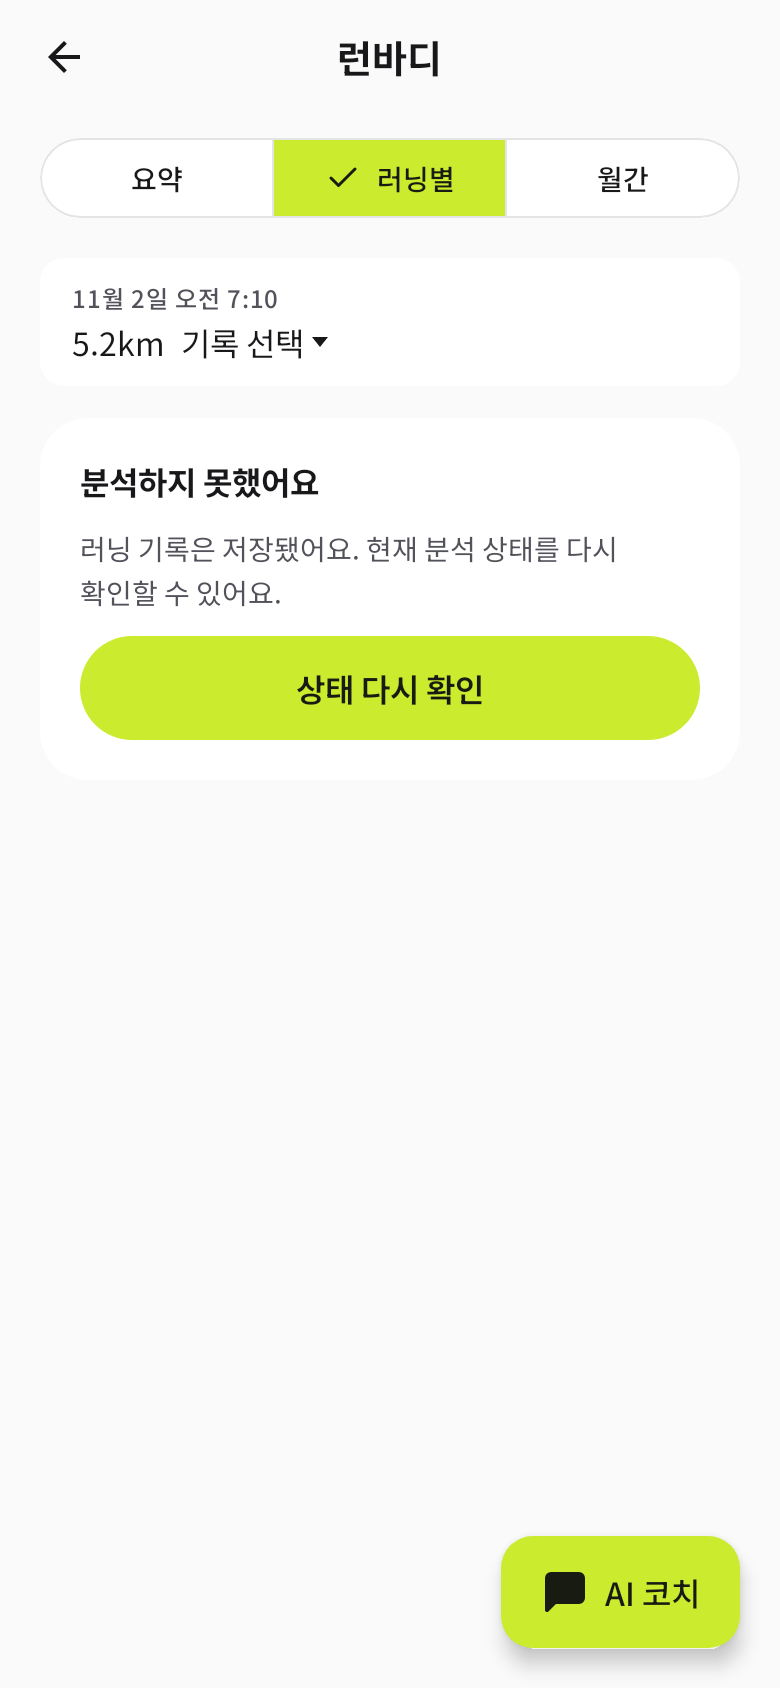 런바디
요약
러닝별
월간
11월 2일 오전 7:10
5.2km 기록 선택
분석하지 못했어요
러닝 기록은 저장됐어요. 현재 분석 상태를 다시
확인할 수 있어요.
상태 다시 확인
AI 코치